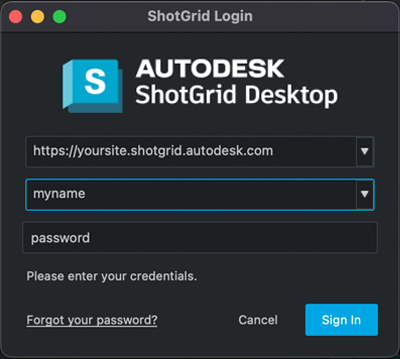 ShotGrid Login
S
AUTODESK
ShotGrid Desktop
https://yoursite.shotgrid.autodesk.com
myname
password
Please enter your credentials.
Forgot your password? Cancel Sign In